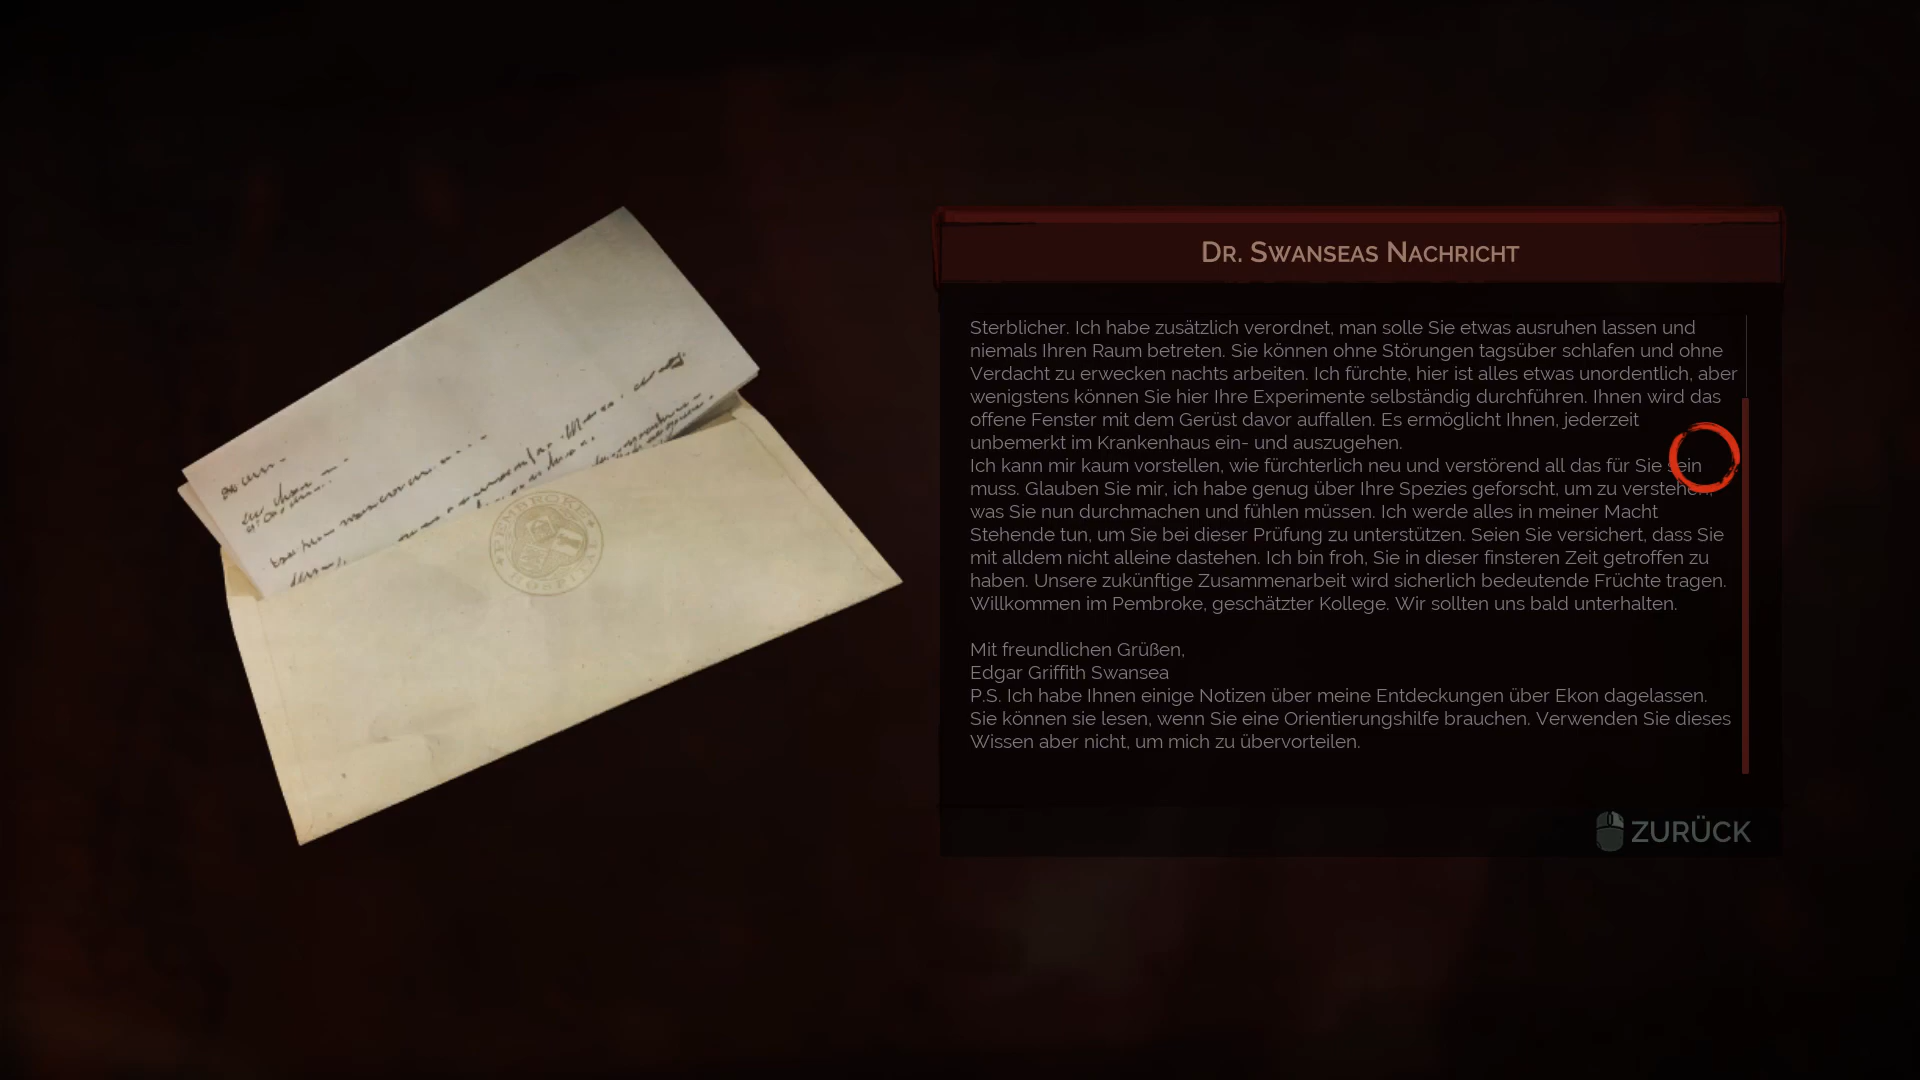 Dr. Swanseas Nachricht
Sterblicher. Ich habe zusätzlich verordnet, man solle Sie etwas ausruhen lassen und
niemals Ihren Raum betreten. Sie können ohne Störungen tagsüber schlafen und ohne
Verdacht zu erwecken nachts arbeiten. Ich fürchte, hier ist alles etwas unordentlich, aber
wenigstens können Sie hier Ihre Experimente selbständig durchführen. Ihnen wird das
offene Fenster mit dem Gerüst davor auffallen. Es ermöglicht Ihnen, jederzeit
unbemerkt im Krankenhaus ein- und auszugehen.
Ich kann mir kaum vorstellen, wie fürchterlich neu und verstörend all das für Sie sein
muss. Glauben Sie mir, ich habe genug über Ihre Spezies geforscht, um zu verstehen,
was Sie nun durchmachen und fühlen müssen. Ich werde alles in meiner Macht
Stehende tun, um Sie bei dieser Prüfung zu unterstützen. Seien Sie versichert, dass Sie
mit alldem nicht alleine dastehen. Ich bin froh, Sie in dieser finsteren Zeit getroffen zu
haben. Unsere zukünftige Zusammenarbeit wird sicherlich bedeutende Früchte tragen.
Willkommen im Pembroke, geschätzter Kollege. Wir sollten uns bald unterhalten.
Mit freundlichen Grüßen,
Edgar Griffith Swansea
P.S. Ich habe Ihnen einige Notizen über meine Entdeckungen über Ekon dagelassen.
Sie können sie lesen, wenn Sie eine Orientierungshilfe brauchen. Verwenden Sie dieses
Wissen aber nicht, um mich zu übervorteilen.
ZURÜCK
PEMBROKE
HOSPITAL